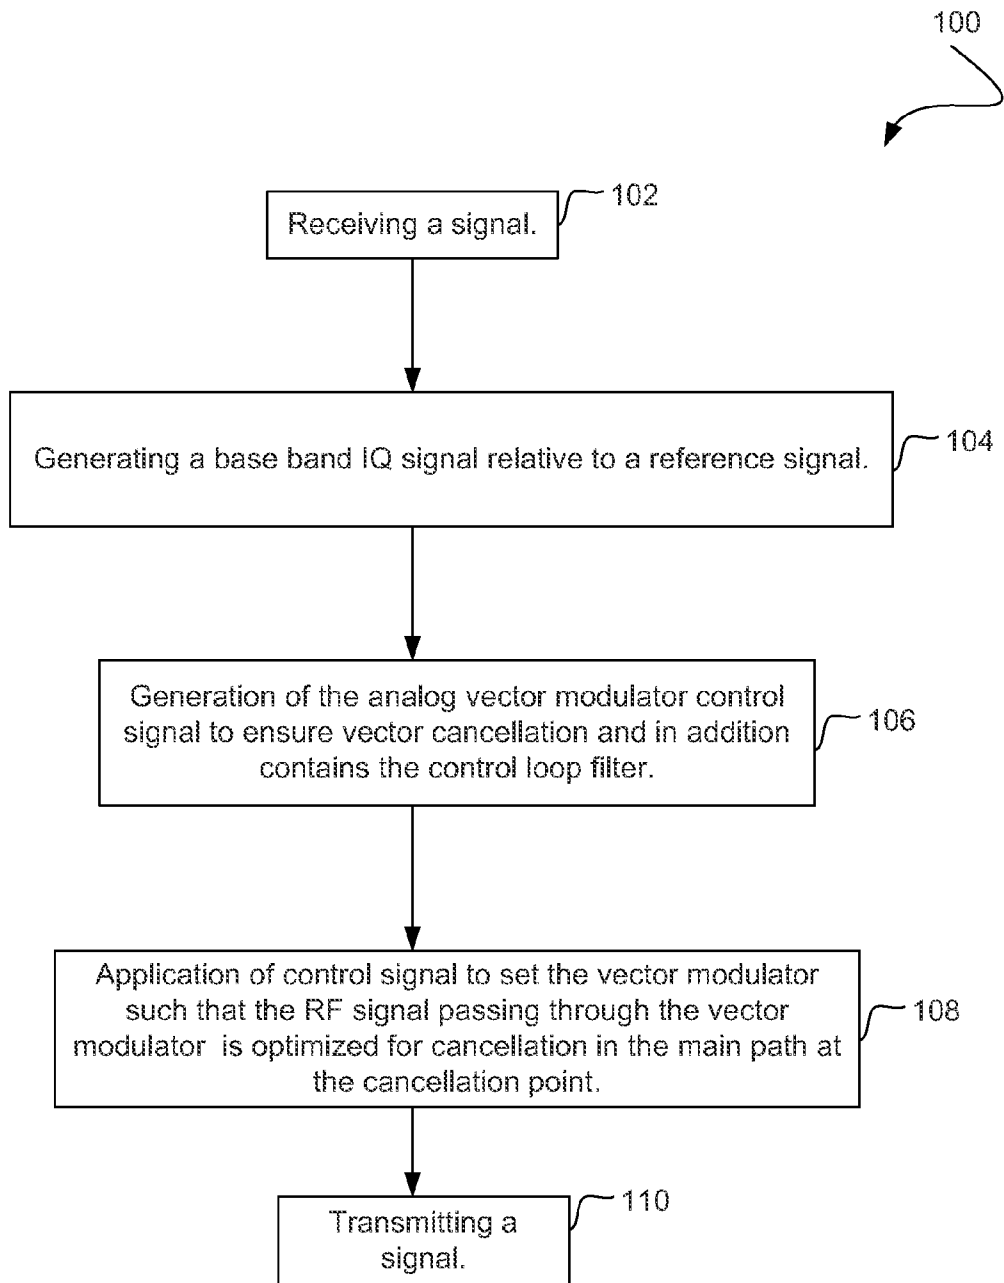 100
Receiving a signal.
102
Generating a base band IQ signal relative to a reference signal.
104
Generation of the analog vector modulator control
signal to ensure vector cancellation and in addition
contains the control loop filter.
106
Application of control signal to set the vector modulator
such that the RF signal passing through the vector
modulator is optimized for cancellation in the main path at
the cancellation point.
108
Transmitting a
signal.
110